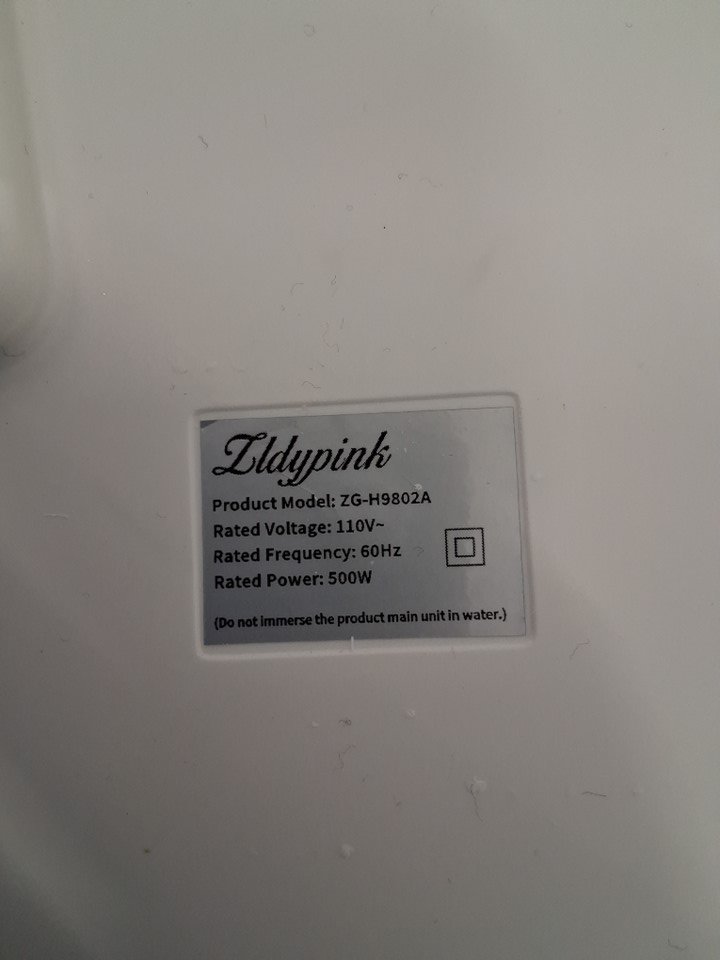 Zldypink
Product Model: ZG-H9802A
Rated Voltage: 110V~
Rated Frequency: 60Hz
Rated Power: 500W
(Do not immerse the product main unit in water.)